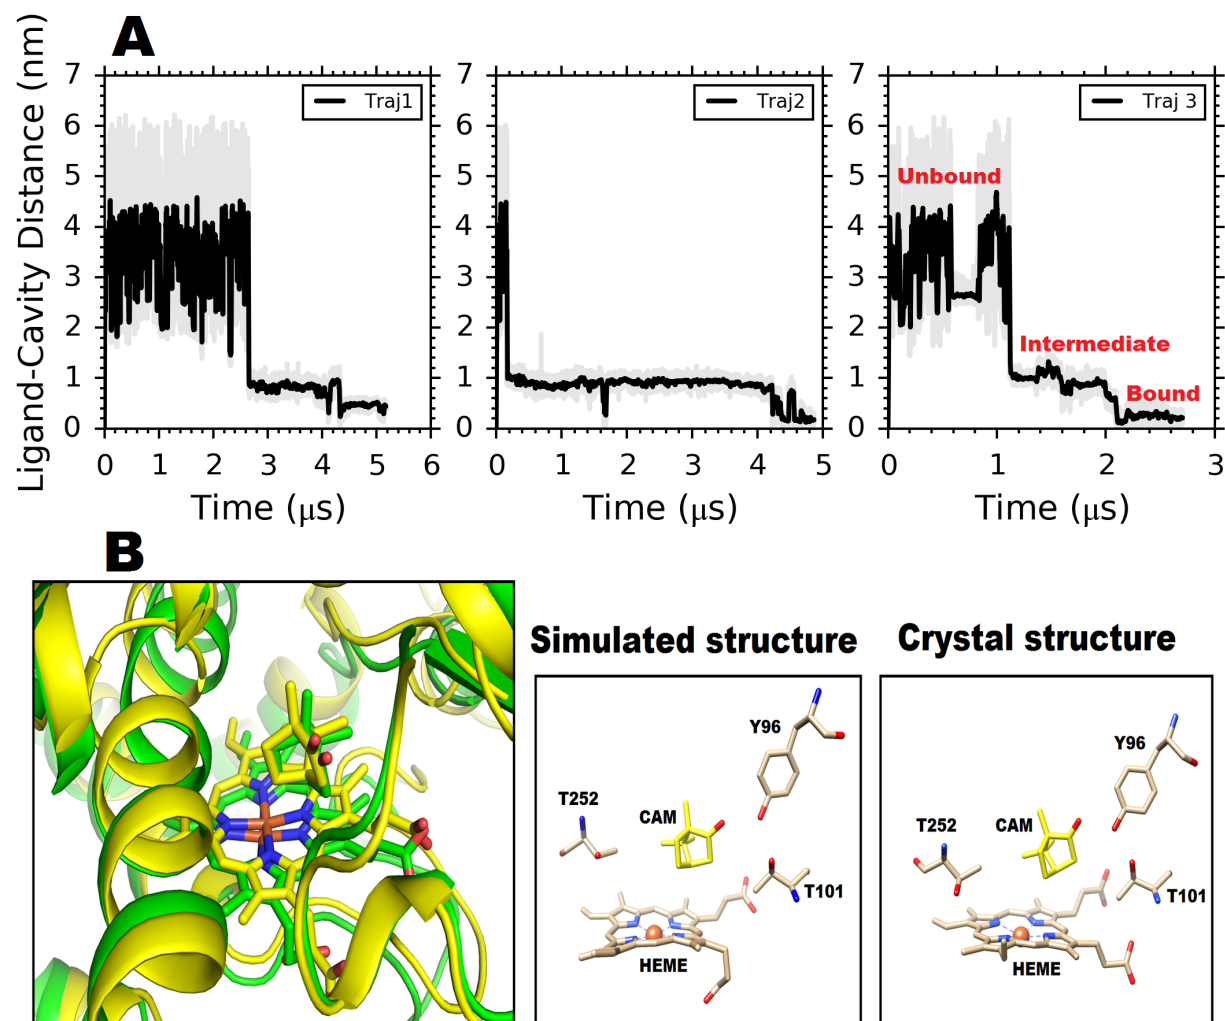 A
Ligand-Cavity Distance (nm)
7
6
5
4
3
2
1
0
Traj1
0 1 2 3 4 5 6
Time (μs)
7
6
5
4
3
2
1
0
Traj2
0 1 2 3 4 5
Time (μs)
7
6
5
4
3
2
1
0
Traj 3
Unbound
Intermediate
Bound
0 1 2 3
Time (μs)
B
Simulated structure
Y96
T252
CAM
T101
HEME
Crystal structure
Y96
T252
CAM
T101
HEME